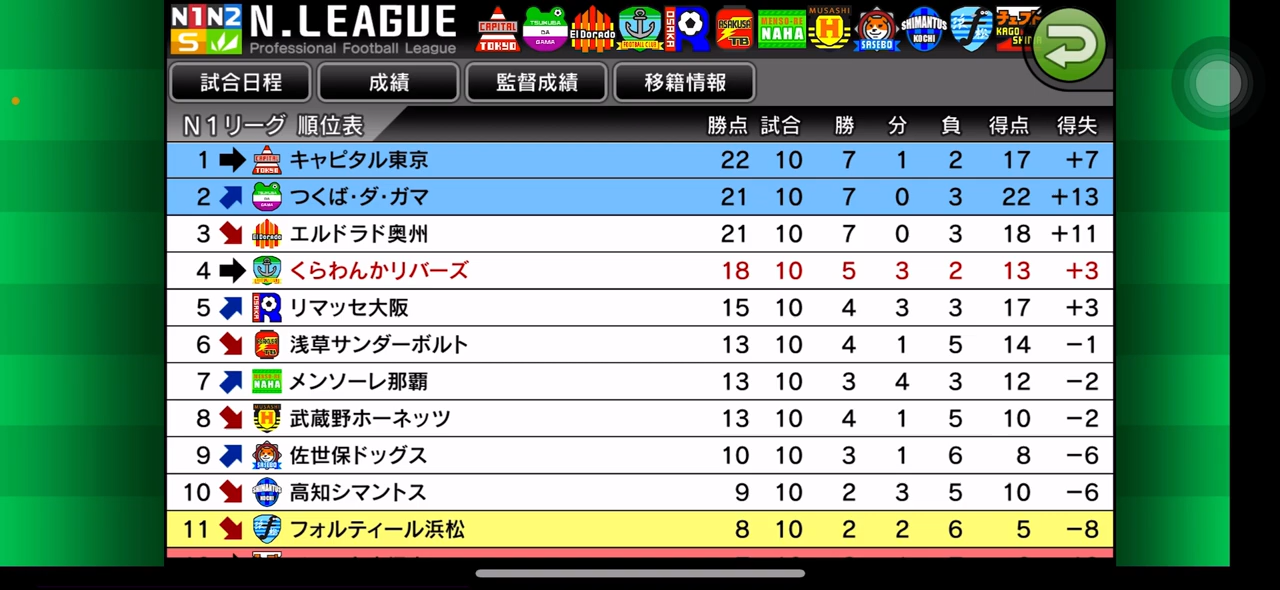 N1 N2 S N. LEAGUE
Professional Football League
CAPITAL TOKYO TSUKUBA DA GAMA El Dorado FOOTBALL CLUB OSAKA R ASAKUSA TB MENSO-RE NAHA MUSASHI H SASEBO SHIMANTUS KOCHI f チェスト KAGO SHIMA
試合日程 成績 監督成績 移籍情報
N1リーグ 順位表 勝点 試合 勝 分 負 得点 得失
1 キャピタル東京 22 10 7 1 2 17 +7
2 つくば・ダ・ガマ 21 10 7 0 3 22 +13
3 エルドラド奥州 21 10 7 0 3 18 +11
4 くらわんかリバーズ 18 10 5 3 2 13 +3
5 リマッセ大阪 15 10 4 3 3 17 +3
6 浅草サンダーボルト 13 10 4 1 5 14 −1
7 メンソーレ那覇 13 10 3 4 3 12 −2
8 武蔵野ホーネッツ 13 10 4 1 5 10 −2
9 佐世保ドッグス 10 10 3 1 6 8 −6
10 高知シマントス 9 10 2 3 5 10 −6
11 フォルティール浜松 8 10 2 2 6 5 −8